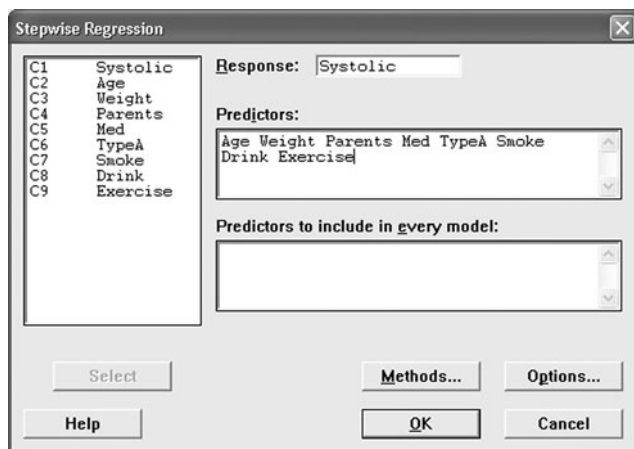 Stepwise Regression
C1 Systolic
C2 Age
C3 Weight
C4 Parents
C5 Med
C6 TypeA
C7 Smoke
C8 Drink
C9 Exercise
Response: Systolic
Predictors:
Age Weight Parents Med TypeA Smoke
Drink Exercise
Predictors to include in every model:
Select
Methods...
Options...
Help
OK
Cancel